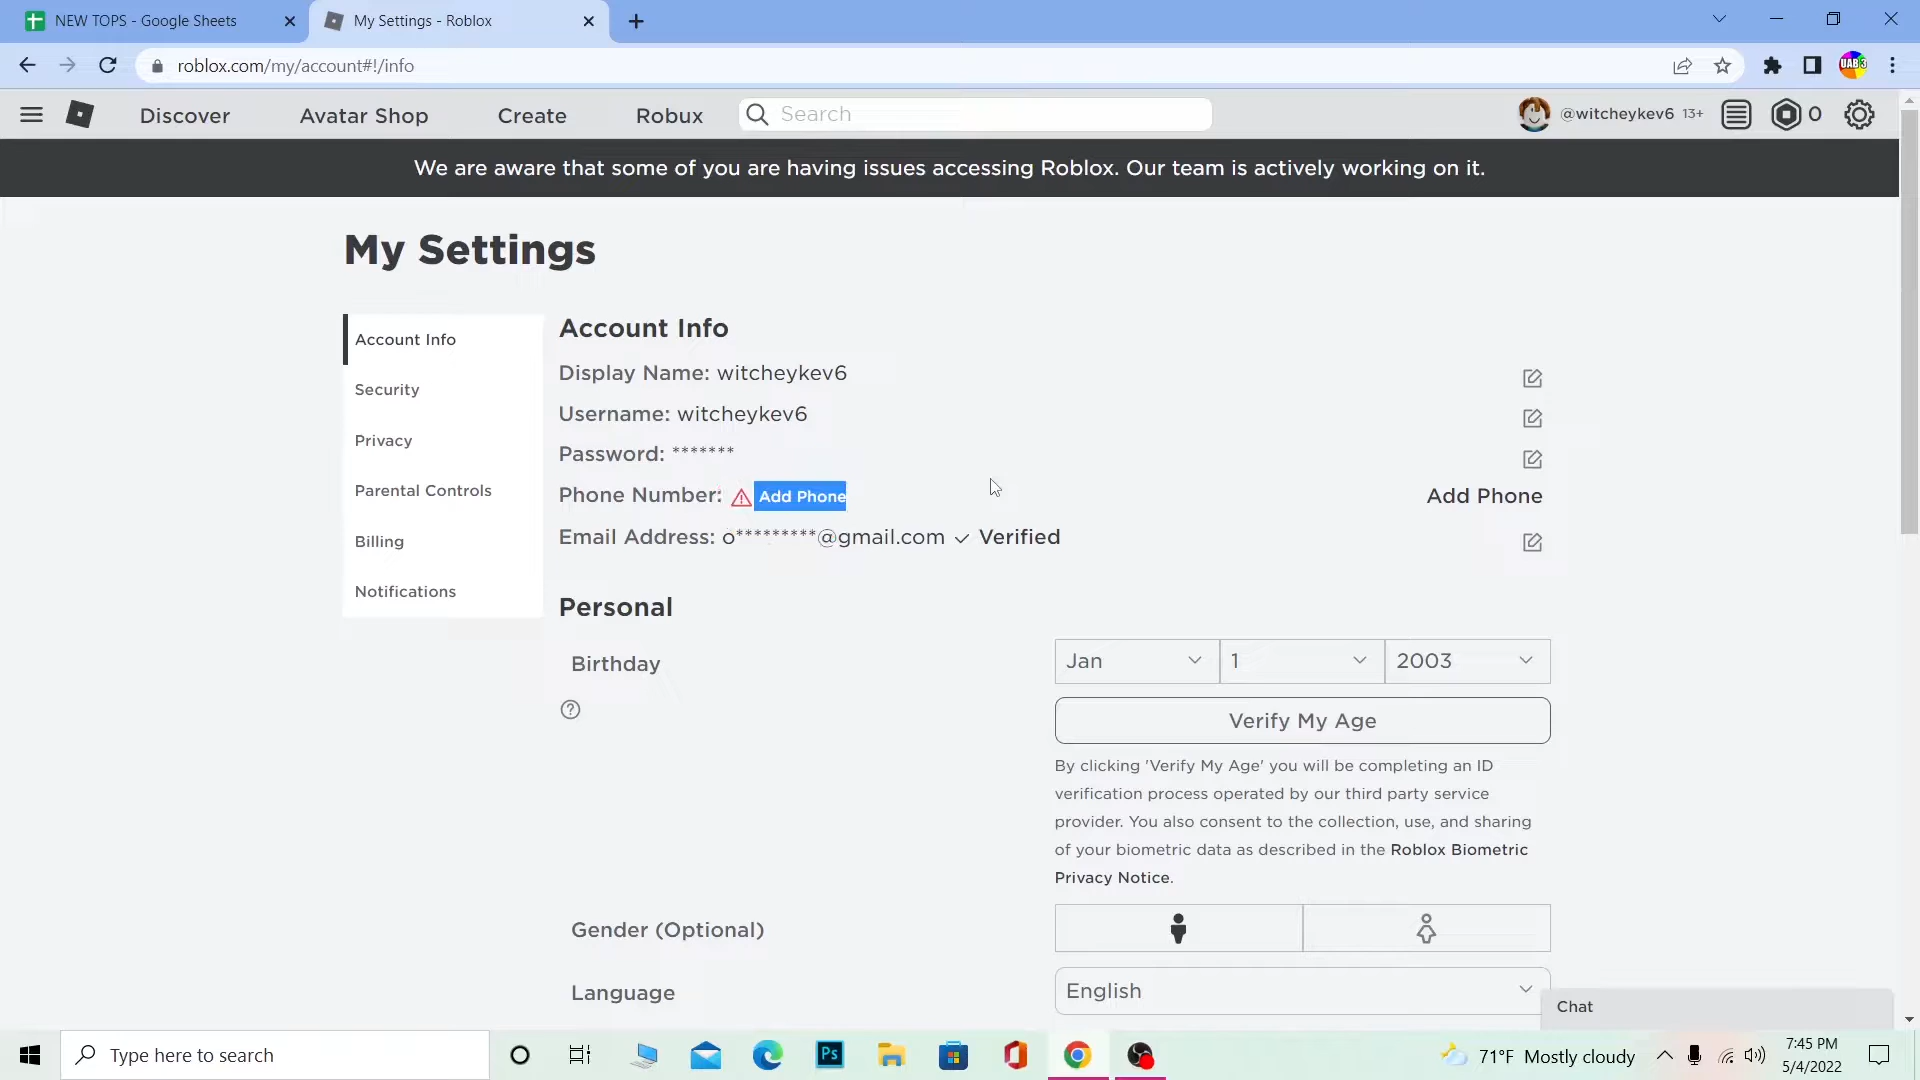 NEW TOPS - Google Sheets
My Settings - Roblox
roblox.com/my/account#!/info
UAB3
Discover
Avatar Shop
Create
Robux
Search
@witcheykev6 13+
0
We are aware that some of you are having issues accessing Roblox. Our team is actively working on it.
My Settings
Account Info
Security
Privacy
Parental Controls
Billing
Notifications
Account Info
Display Name: witcheykev6
Username: witcheykev6
Password: *******
Phone Number: Add Phone
Add Phone
Email Address: o*********@gmail.com Verified
Personal
Birthday
Jan
1
2003
Verify My Age
By clicking 'Verify My Age' you will be completing an ID
verification process operated by our third party service
provider. You also consent to the collection, use, and sharing
of your biometric data as described in the Roblox Biometric
Privacy Notice.
Gender (Optional)
Language
English
Chat
Type here to search
Ps
71°F Mostly cloudy
7:45 PM
5/4/2022